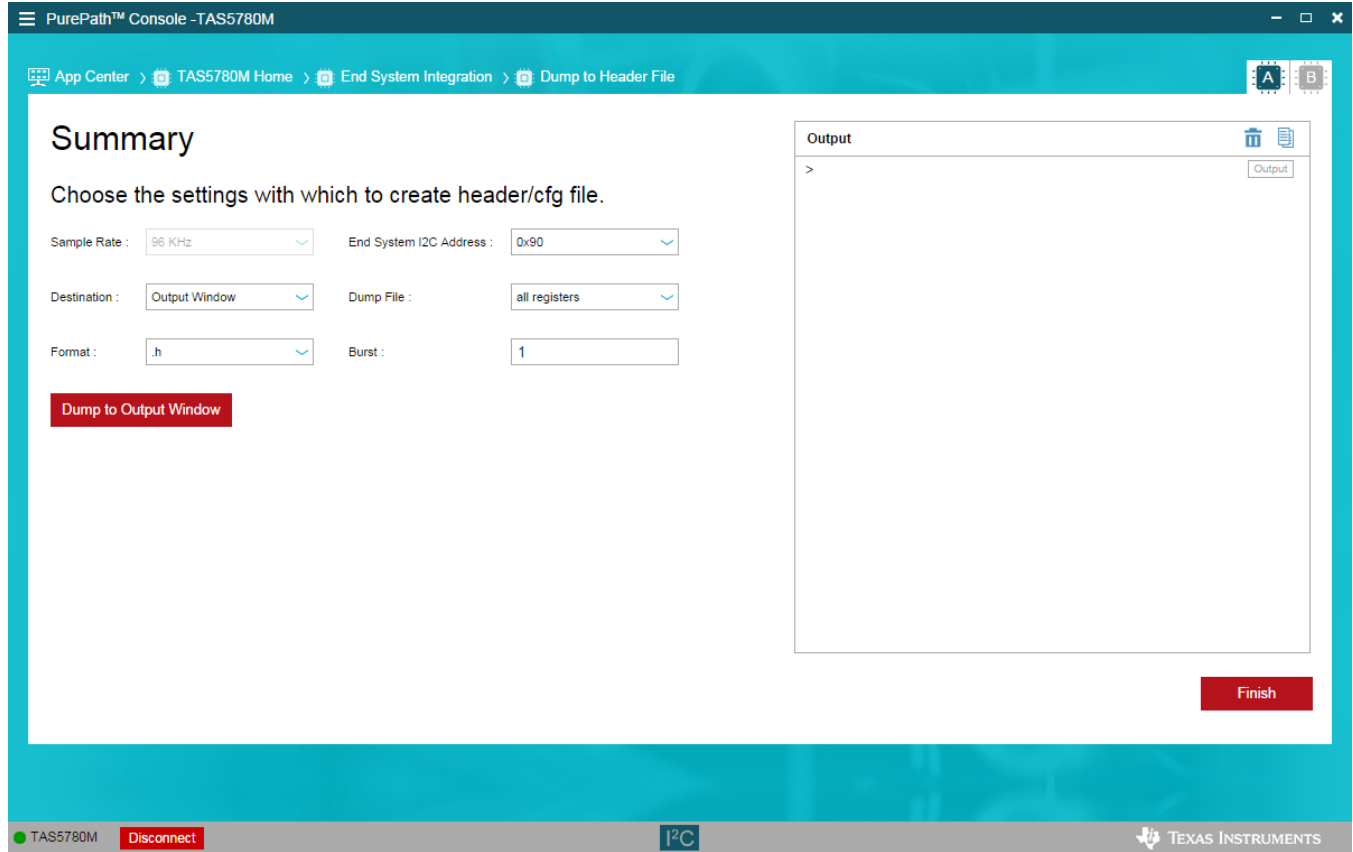 PurePath™ Console -TAS5780M
App Center > TAS5780M Home > End System Integration > Dump to Header File
A B
Summary
Choose the settings with which to create header/cfg file.
Sample Rate : 96 KHz End System I2C Address : 0x90
Destination : Output Window Dump File : all registers
Format : .h Burst : 1
Dump to Output Window
Output
>
Output
Finish
TAS5780M Disconnect I²C TEXAS INSTRUMENTS